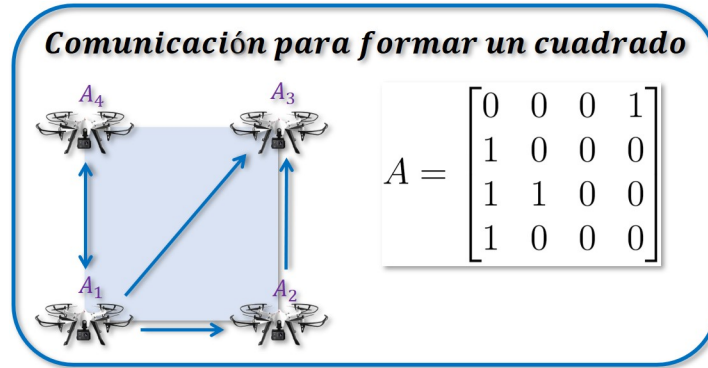 Comunicación para formar un cuadrado
A₄
A₃
A₁
A₂
A =
0 0 0 1
1 0 0 0
1 1 0 0
1 0 0 0